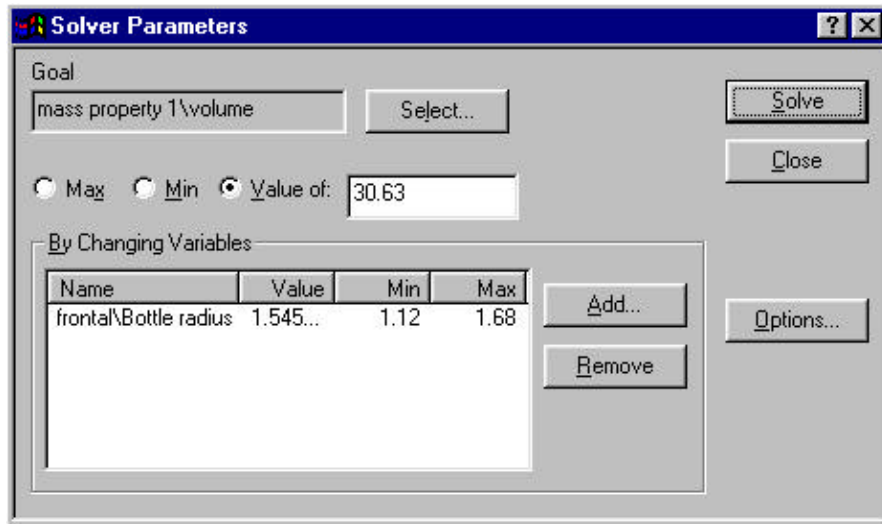 Solver Parameters
Goal
mass property 1\volume
Select...
Solve
Close
Max Min Value of: 30.63
By Changing Variables
Name Value Min Max
frontal\Bottle radius 1.545... 1.12 1.68
Add...
Remove
Options...